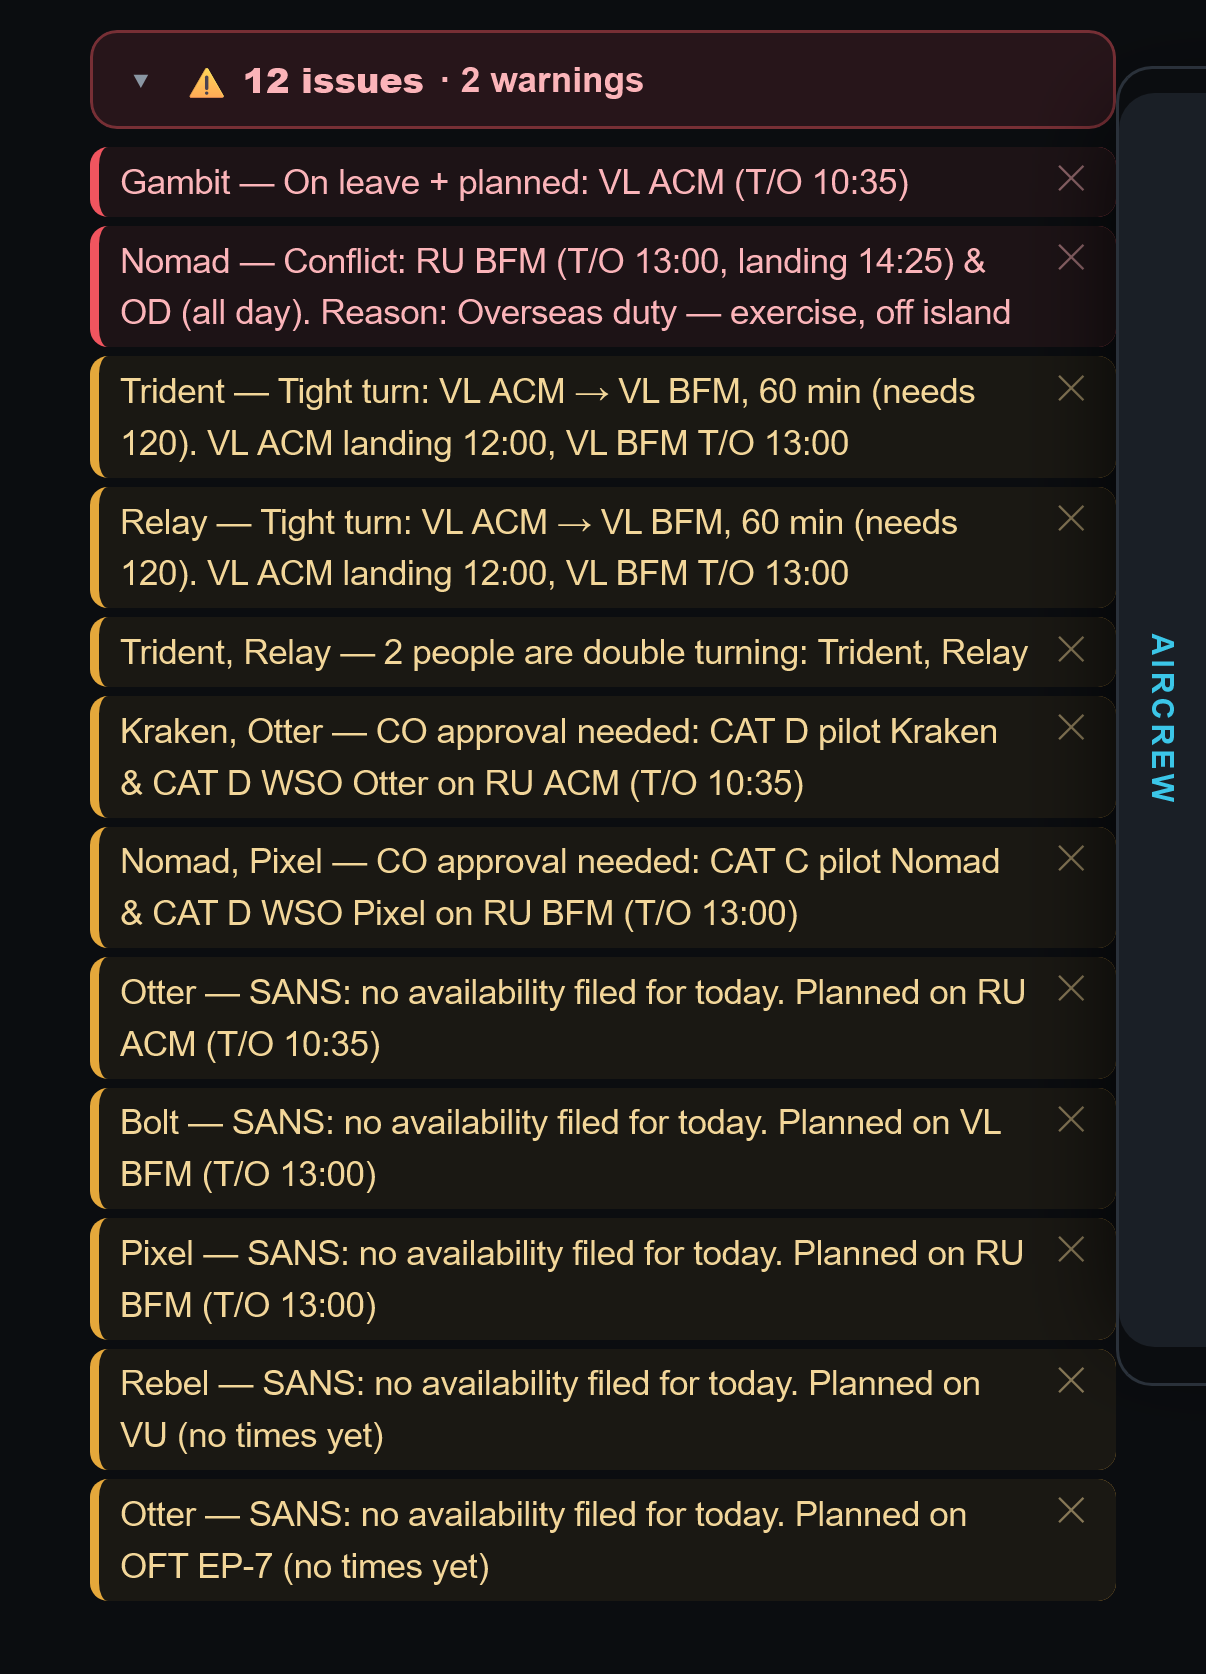 ▼ ⚠️ 12 issues · 2 warnings
Gambit — On leave + planned: VL ACM (T/O 10:35)
Nomad — Conflict: RU BFM (T/O 13:00, landing 14:25) &
OD (all day). Reason: Overseas duty — exercise, off island
Trident — Tight turn: VL ACM → VL BFM, 60 min (needs
120). VL ACM landing 12:00, VL BFM T/O 13:00
Relay — Tight turn: VL ACM → VL BFM, 60 min (needs
120). VL ACM landing 12:00, VL BFM T/O 13:00
Trident, Relay — 2 people are double turning: Trident, Relay
Kraken, Otter — CO approval needed: CAT D pilot Kraken
& CAT D WSO Otter on RU ACM (T/O 10:35)
Nomad, Pixel — CO approval needed: CAT C pilot Nomad
& CAT D WSO Pixel on RU BFM (T/O 13:00)
Otter — SANS: no availability filed for today. Planned on RU
ACM (T/O 10:35)
Bolt — SANS: no availability filed for today. Planned on VL
BFM (T/O 13:00)
Pixel — SANS: no availability filed for today. Planned on RU
BFM (T/O 13:00)
Rebel — SANS: no availability filed for today. Planned on
VU (no times yet)
Otter — SANS: no availability filed for today. Planned on
OFT EP-7 (no times yet)
AIRCREW